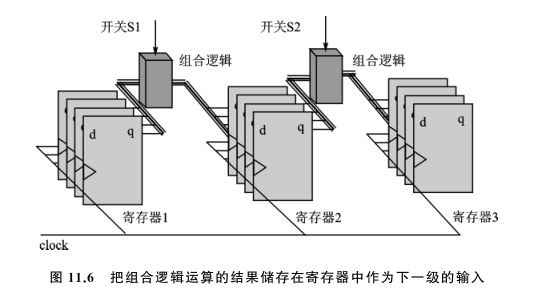 开关S1
开关S2
组合逻辑
组合逻辑
d
q
d
q
d
q
寄存器1
寄存器2
寄存器3
clock
图 11.6 把组合逻辑运算的结果储存在寄存器中作为下一级的输入